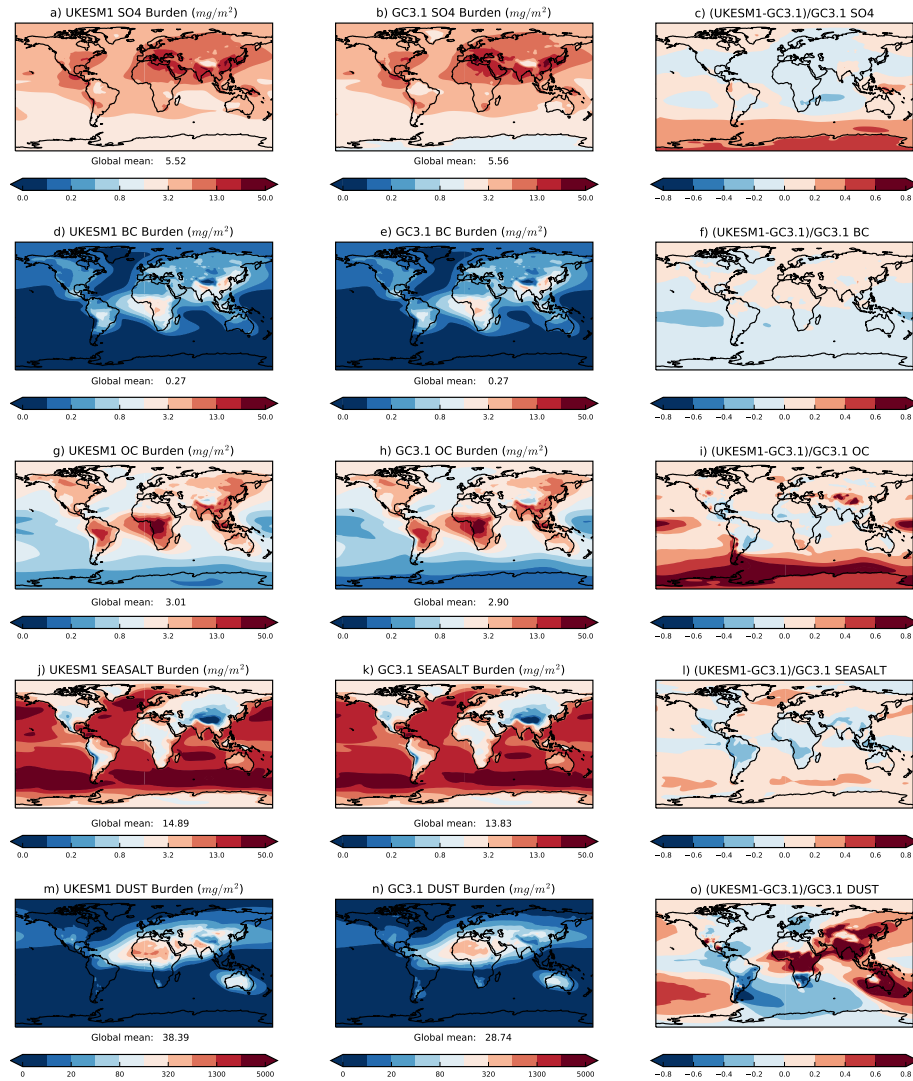 a) UKESM1 SO4 Burden (mg/m²)
b) GC3.1 SO4 Burden (mg/m²)
c) (UKESM1-GC3.1)/GC3.1 SO4
Global mean: 5.52
Global mean: 5.56
0.0 0.2 0.8 3.2 13.0 50.0
0.0 0.2 0.8 3.2 13.0 50.0
−0.8 −0.6 −0.4 −0.2 0.0 0.2 0.4 0.6 0.8
d) UKESM1 BC Burden (mg/m²)
e) GC3.1 BC Burden (mg/m²)
f) (UKESM1-GC3.1)/GC3.1 BC
Global mean: 0.27
Global mean: 0.27
0.0 0.2 0.8 3.2 13.0 50.0
0.0 0.2 0.8 3.2 13.0 50.0
−0.8 −0.6 −0.4 −0.2 0.0 0.2 0.4 0.6 0.8
g) UKESM1 OC Burden (mg/m²)
h) GC3.1 OC Burden (mg/m²)
i) (UKESM1-GC3.1)/GC3.1 OC
Global mean: 3.01
Global mean: 2.90
0.0 0.2 0.8 3.2 13.0 50.0
0.0 0.2 0.8 3.2 13.0 50.0
−0.8 −0.6 −0.4 −0.2 0.0 0.2 0.4 0.6 0.8
j) UKESM1 SEASALT Burden (mg/m²)
k) GC3.1 SEASALT Burden (mg/m²)
l) (UKESM1-GC3.1)/GC3.1 SEASALT
Global mean: 14.89
Global mean: 13.83
0.0 0.2 0.8 3.2 13.0 50.0
0.0 0.2 0.8 3.2 13.0 50.0
−0.8 −0.6 −0.4 −0.2 0.0 0.2 0.4 0.6 0.8
m) UKESM1 DUST Burden (mg/m²)
n) GC3.1 DUST Burden (mg/m²)
o) (UKESM1-GC3.1)/GC3.1 DUST
Global mean: 38.39
Global mean: 28.74
0 20 80 320 1300 5000
0 20 80 320 1300 5000
−0.8 −0.6 −0.4 −0.2 0.0 0.2 0.4 0.6 0.8